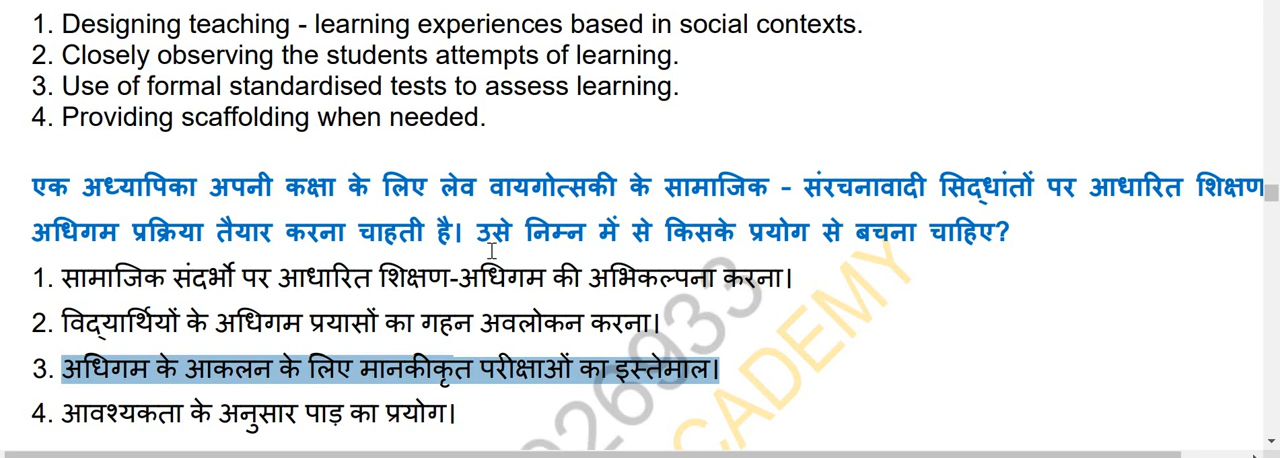 1. Designing teaching - learning experiences based in social contexts.
2. Closely observing the students attempts of learning.
3. Use of formal standardised tests to assess learning.
4. Providing scaffolding when needed.
एक अध्यापिका अपनी कक्षा के लिए लेव वायगोत्सकी के सामाजिक - संरचनावादी सिद्धांतों पर आधारित शिक्षण
अधिगम प्रक्रिया तैयार करना चाहती है। उसे निम्न में से किसके प्रयोग से बचना चाहिए?
1. सामाजिक संदर्भो पर आधारित शिक्षण-अधिगम की अभिकल्पना करना।
2. विद्यार्थियों के अधिगम प्रयासों का गहन अवलोकन करना।
3. अधिगम के आकलन के लिए मानकीकृत परीक्षाओं का इस्तेमाल।
4. आवश्यकता के अनुसार पाड़ का प्रयोग।
26933
CADEMY